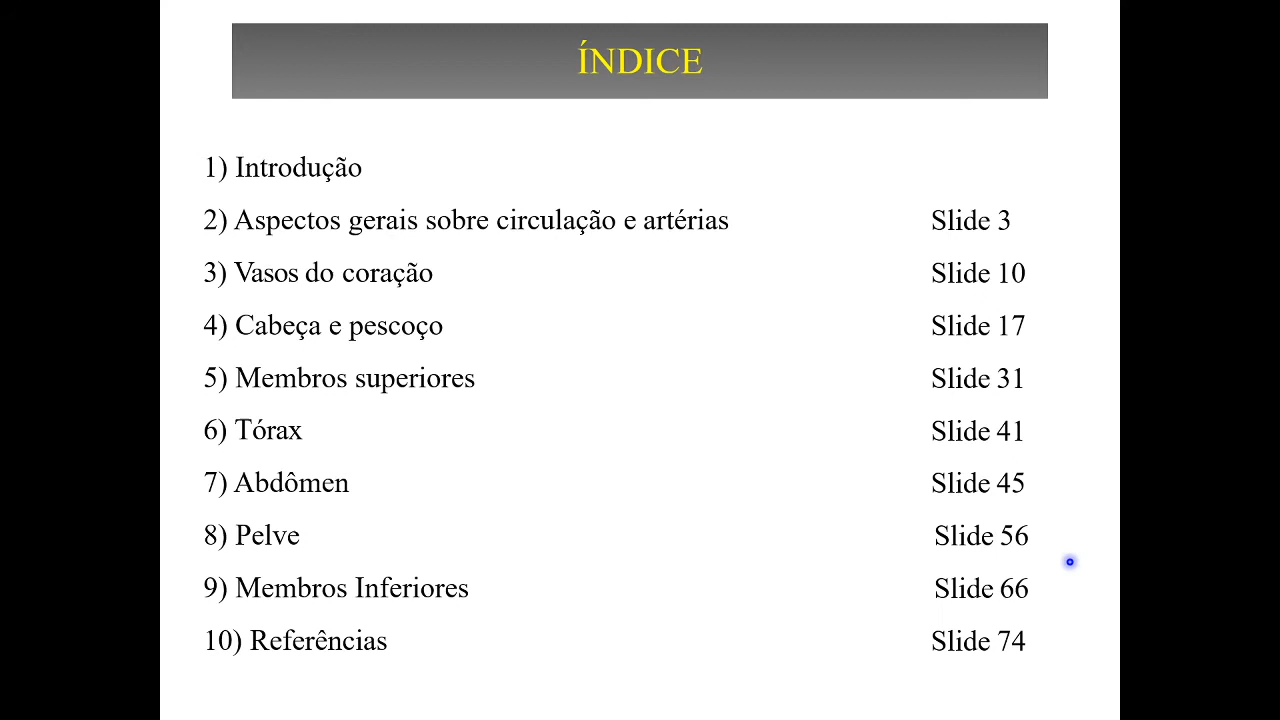 ÍNDICE
1) Introdução
2) Aspectos gerais sobre circulação e artérias Slide 3
3) Vasos do coração Slide 10
4) Cabeça e pescoço Slide 17
5) Membros superiores Slide 31
6) Tórax Slide 41
7) Abdômen Slide 45
8) Pelve Slide 56
9) Membros Inferiores Slide 66
10) Referências Slide 74